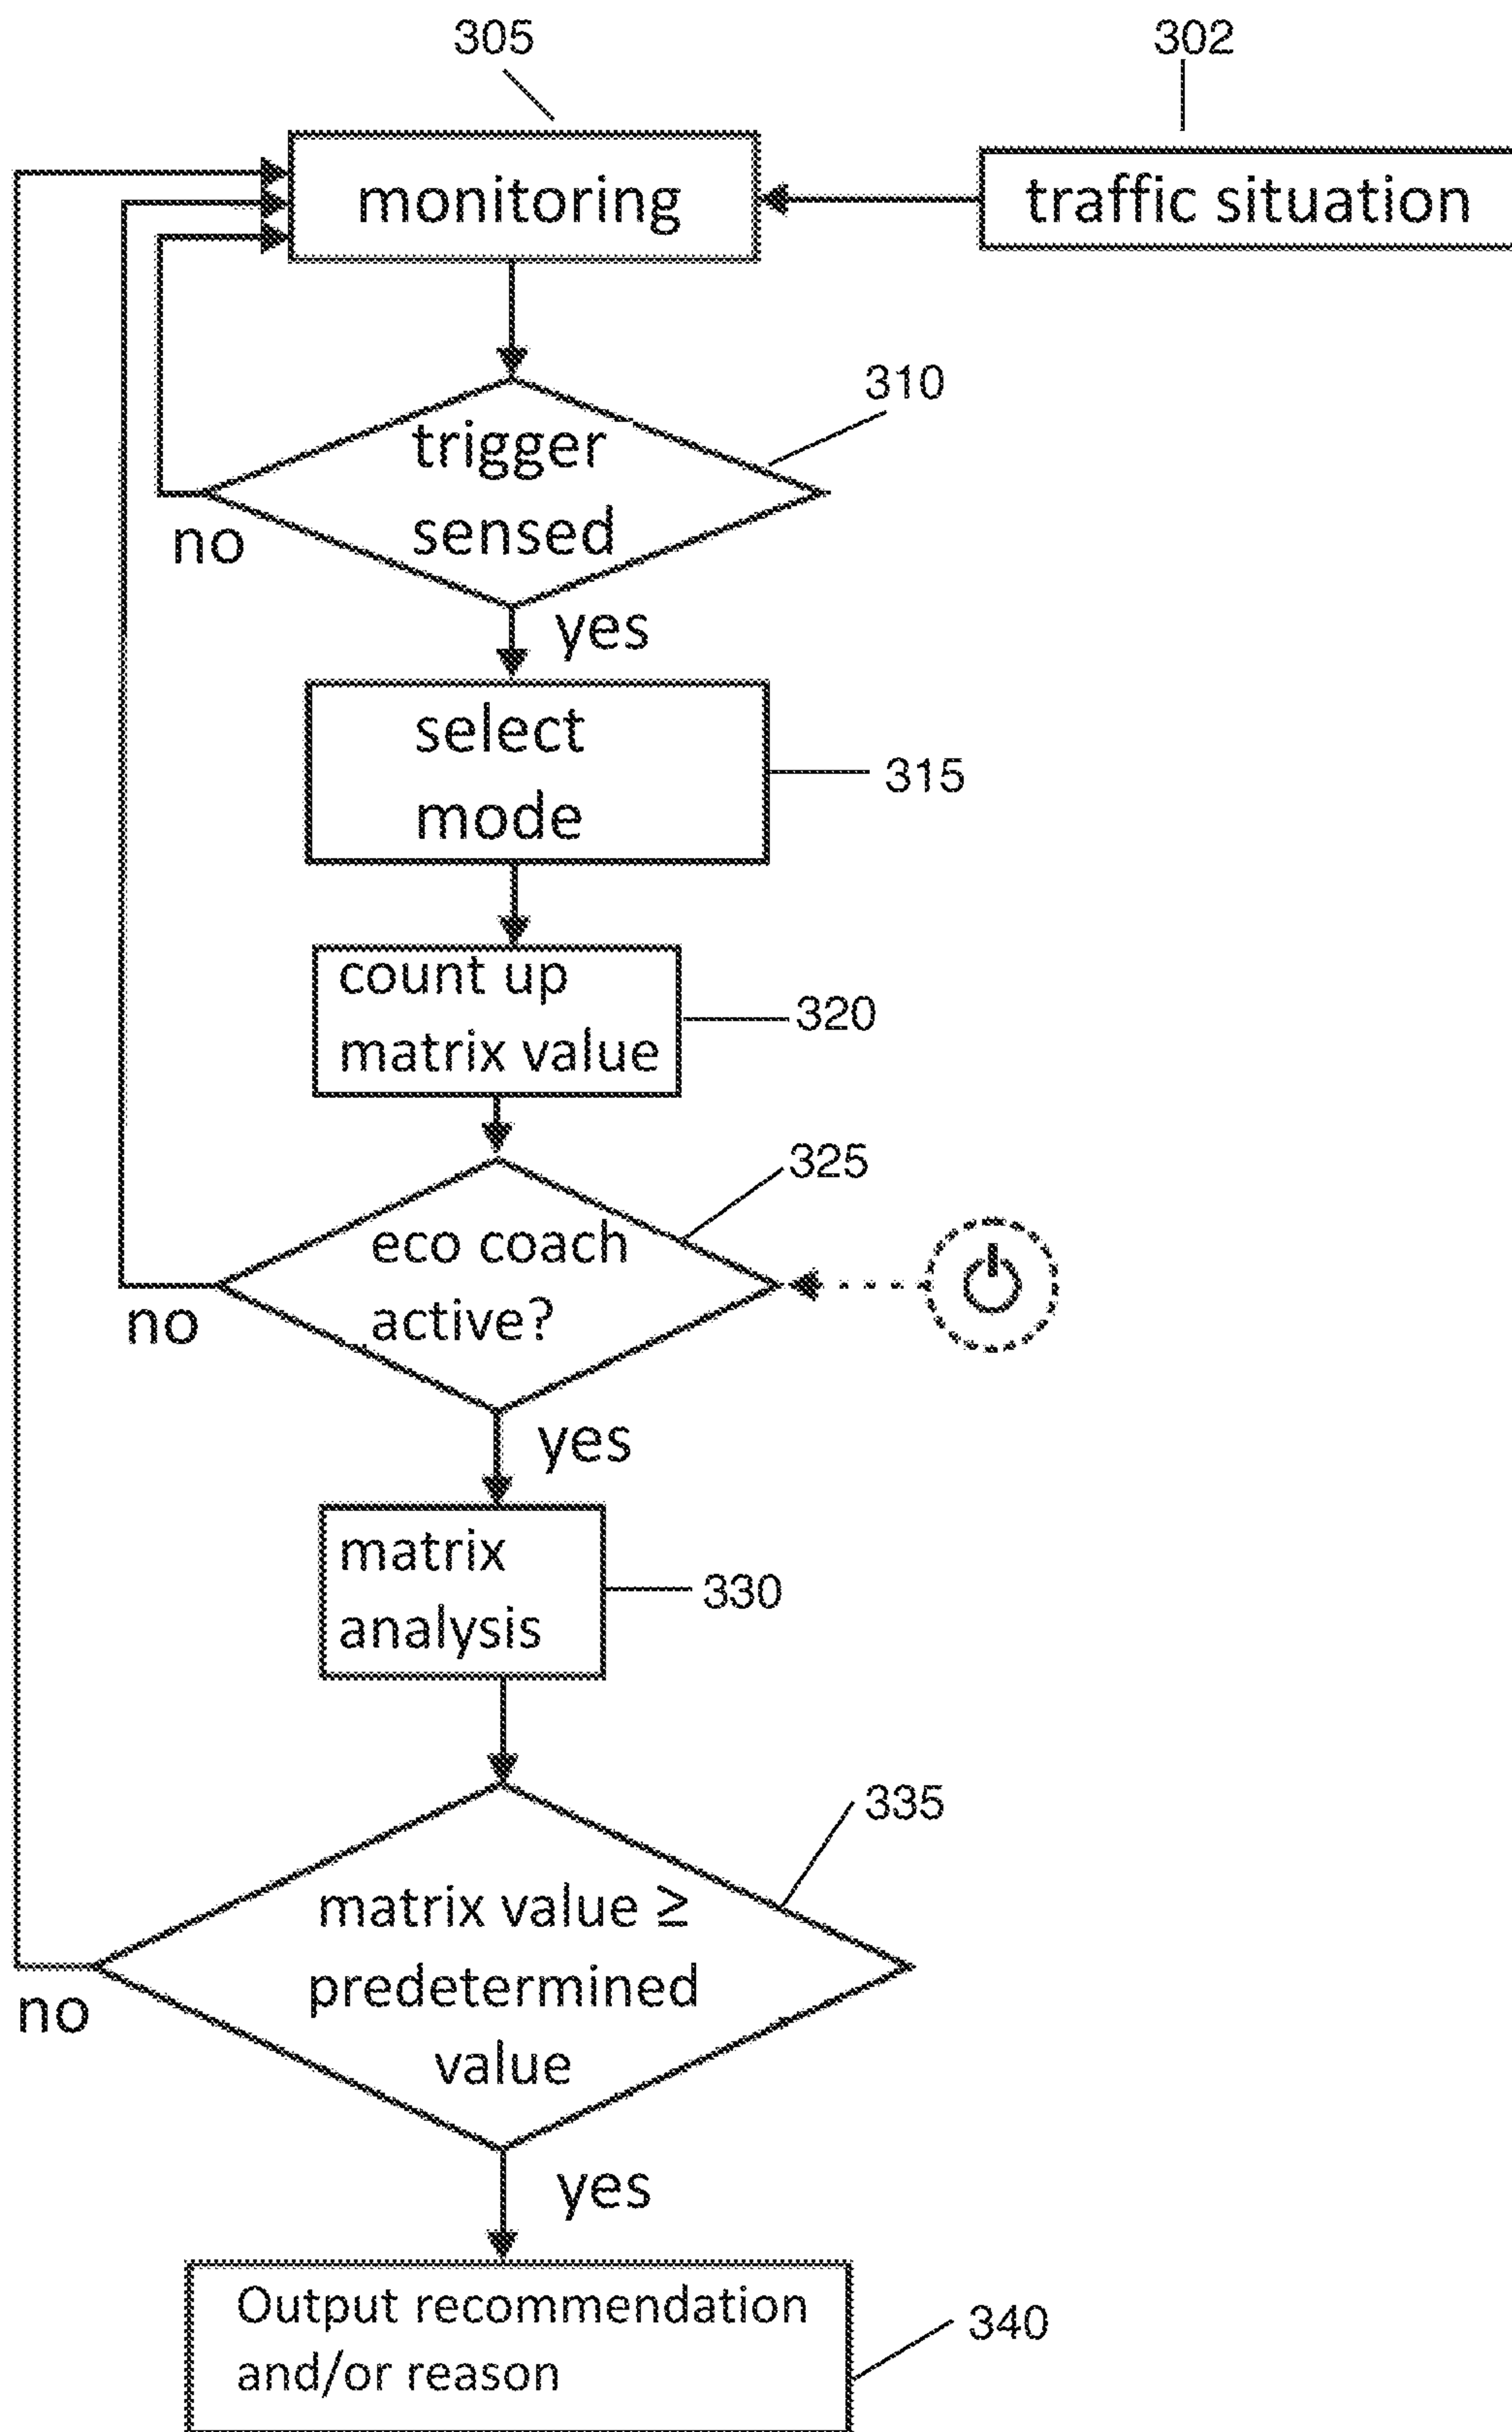 305
302
monitoring
traffic situation
310
trigger
sensed
no
yes
select
mode
315
count up
matrix value
320
325
eco coach
active?
no
yes
matrix
analysis
330
335
matrix value ≥
predetermined
value
no
yes
Output recommendation
and/or reason
340